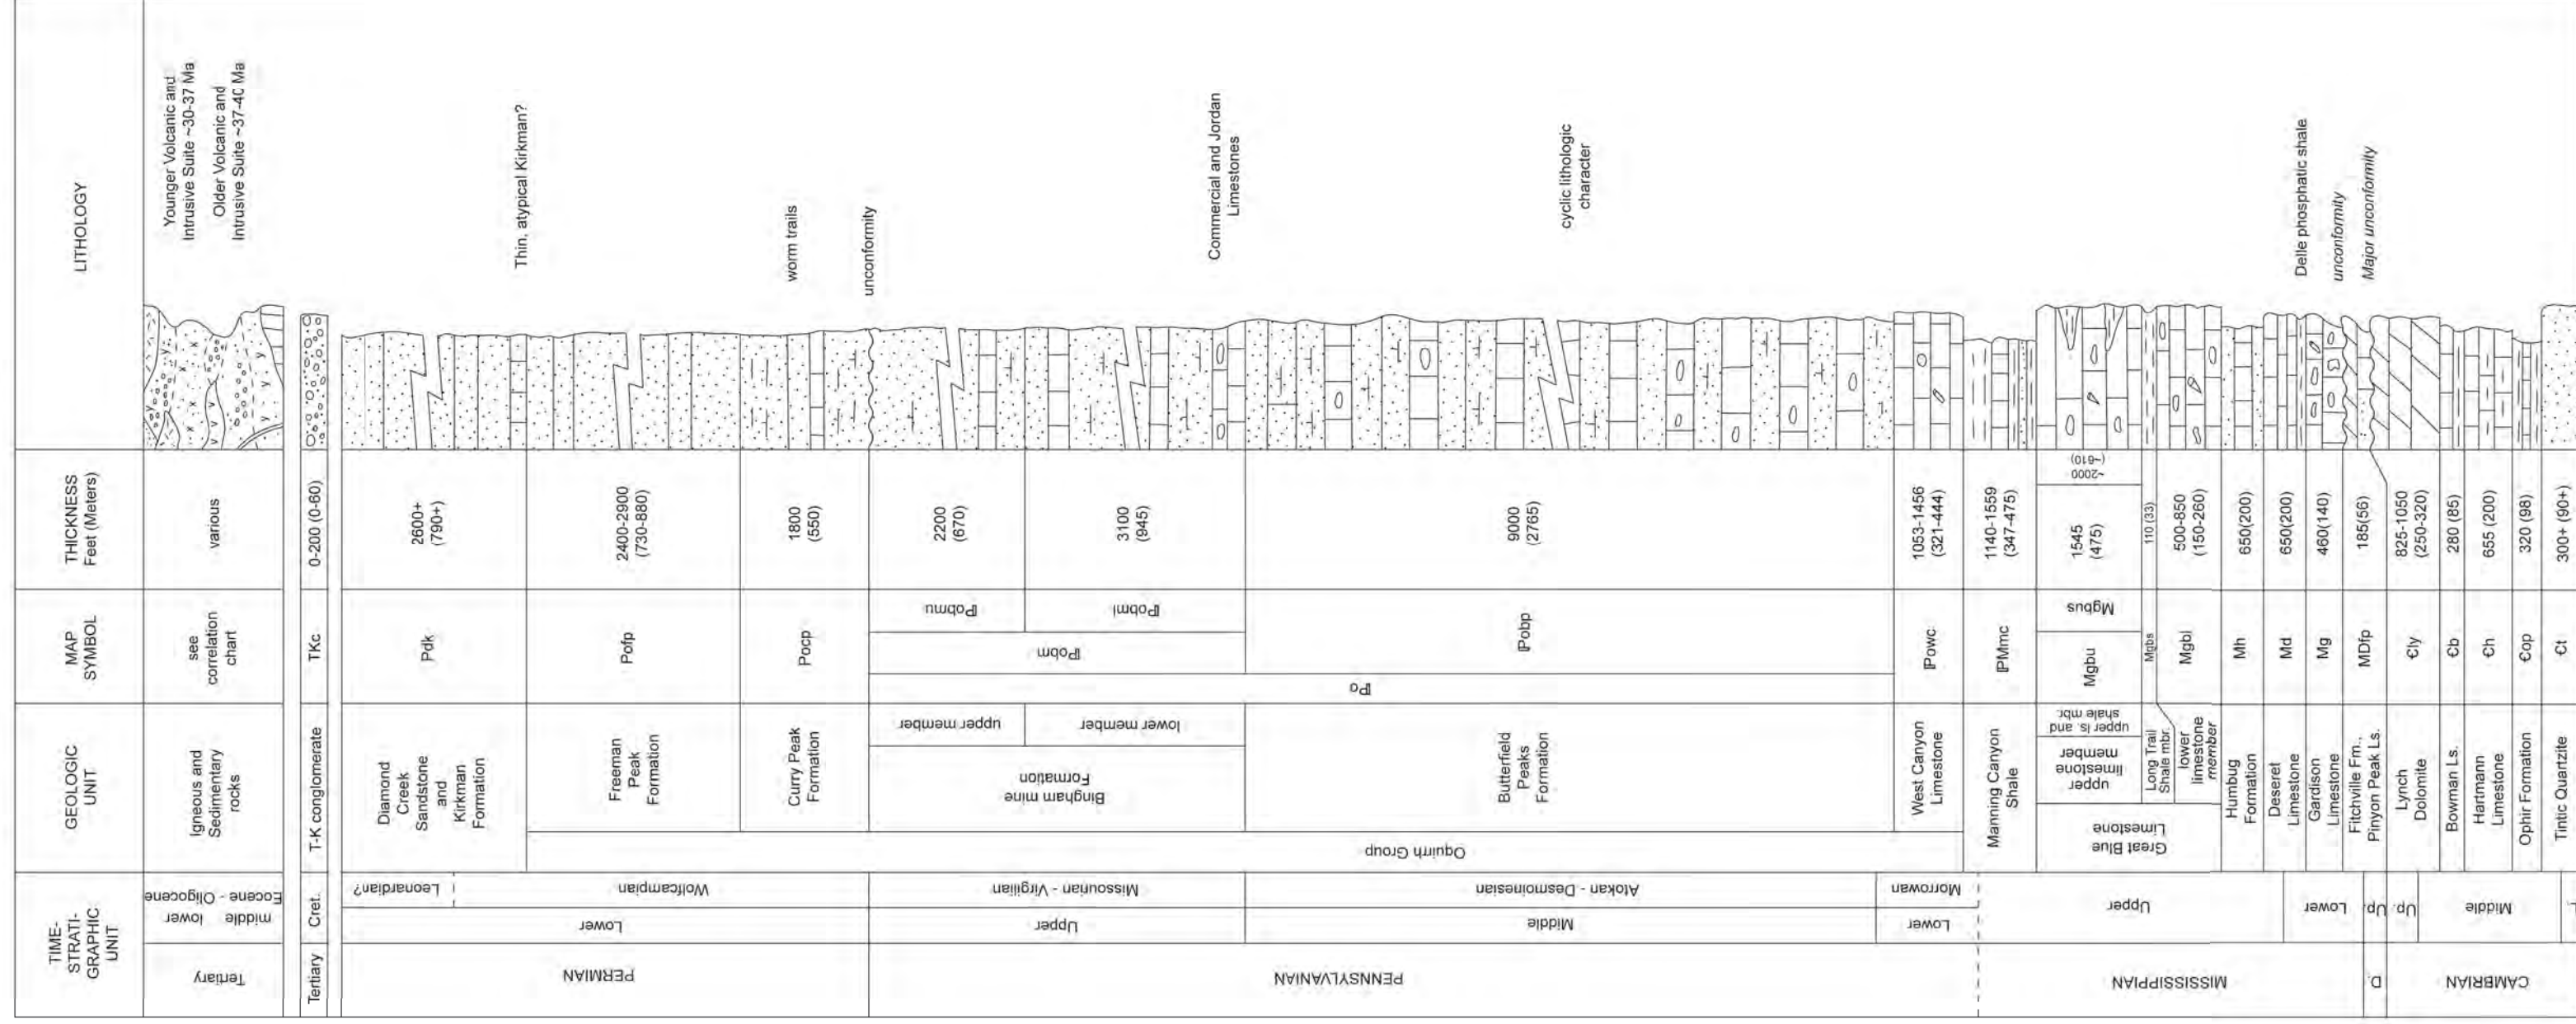 TIME-
STRATI-
GRAPHIC
UNIT
GEOLOGIC
UNIT
MAP
SYMBOL
THICKNESS
Feet (Meters)
LITHOLOGY
Tertiary
middle lower
Eocene - Oligocene
Igneous and
Sedimentary
rocks
see
correlation
chart
various
Younger Volcanic and
Intrusive Suite ~30-37 Ma
Older Volcanic and
Intrusive Suite ~37-40 Ma
Tertiary
Cret.
T-K conglomerate
TKc
0-200 (0-60)
PERMIAN
Lower
Leonardian?
Diamond
Creek
Sandstone
and
Kirkman
Formation
Pdk
2600+
(790+)
Thin, atypical Kirkman?
Wolfcampian
Oquirrh Group
Freeman
Peak
Formation
Pofp
2400-2900
(730-880)
Curry Peak
Formation
Pocp
1800
(550)
worm trails
unconformity
PENNSYLVANIAN
Upper
Missourian - Virgilian
Bingham mine
Formation
upper member
lower member
ℙo
ℙobm
ℙobmu
2200
(670)
ℙobml
3100
(945)
Commercial and Jordan
Limestones
Middle
Atokan - Desmoinesian
Butterfield
Peaks
Formation
ℙobp
9000
(2765)
cyclic lithologic
character
Lower
Morrowan
West Canyon
Limestone
ℙowc
1053-1456
(321-444)
Manning Canyon
Shale
ℙMmc
1140-1559
(347-475)
MISSISSIPPIAN
Upper
Great Blue
Limestone
upper
limestone
member
upper ls. and
shale mbr.
Mgbu
Mgbus
1545
(475)
~2000
(~610)
Long Trail
Shale mbr.
Mgbs
110 (33)
lower
limestone
member
Mgbl
500-850
(150-260)
Humbug
Formation
Mh
650(200)
Deseret
Limestone
Md
650(200)
Delle phosphatic shale
Lower
Gardison
Limestone
Mg
460(140)
unconformity
D.
Up.
Fitchville Fm.,
Pinyon Peak Ls.
MDfp
185(56)
Major unconformity
CAMBRIAN
Up.
Lynch
Dolomite
Єly
825-1050
(250-320)
Middle
Bowman Ls.
Єb
280 (85)
Hartmann
Limestone
Єh
655 (200)
Ophir Formation
Єop
320 (98)
L.
Tintic Quartzite
Єt
300+ (90+)